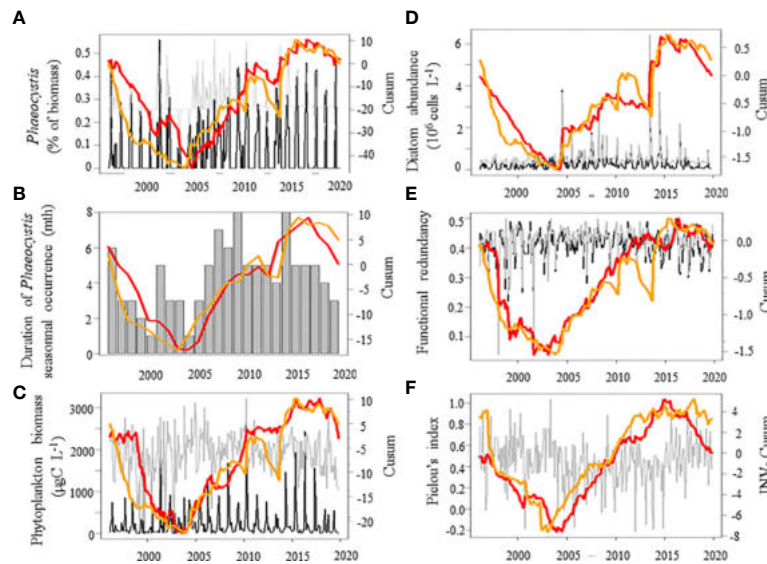 A
Phaeocystis
(% of biomass)
0.5
0.4
0.3
0.2
0.1
0
10
0
-10
-20
-30
-40
Cusum
2000 2005 2010 2015 2020
B
Duration of Phaeocystis
seasonnal occurrence (mth)
8
6
4
2
0
10
5
0
-5
-10
-15
Cusum
2000 2005 2010 2015 2020
C
Phytoplankton biomass
(µgC L-1)
3000
2000
1000
0
10
5
5
-10
-15
-20
Cusum
2000 2005 2010 2015 2020
D
Diatom abundance
(10⁶ cells L-1)
6
4
2
0
0.5
0.0
-0.5
-1.0
-1.5
Cusum
2000 2005 2010 2015 2020
E
Functional redundancy
0.5
0.4
0.3
0.2
0.1
0.0
-0.5
-1.0
-1.5
Cusum
2000 2005 2010 2015 2020
F
Pielou's index
1.0
0.8
0.6
0.4
0.2
0.0
-0.2
4
2
0
-2
-4
-6
-8
Cusum
2000 2005 2010 2015 2020